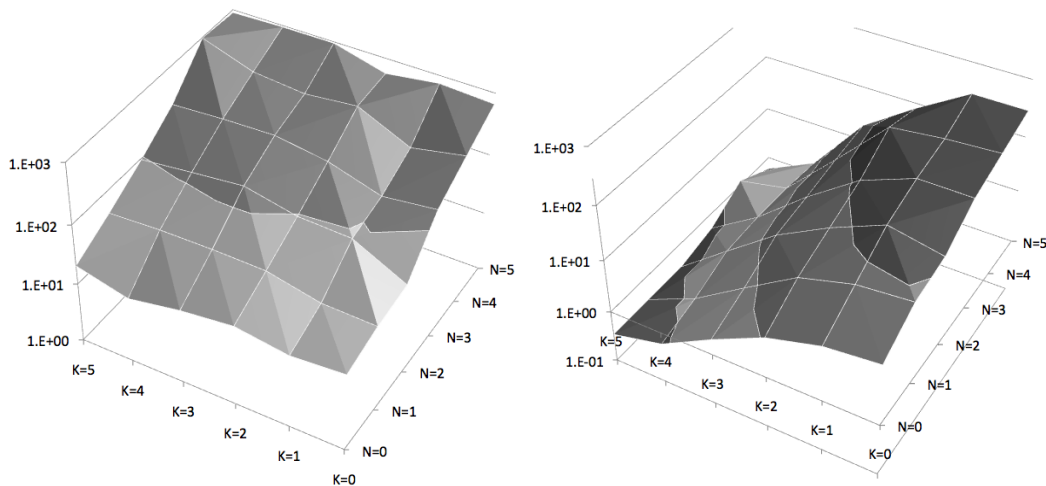 1.E+03
1.E+02
1.E+01
1.E+00
K=5
K=4
K=3
K=2
K=1
K=0
N=0
N=1
N=2
N=3
N=4
N=5
1.E+03
1.E+02
1.E+01
1.E+00
1.E-01
K=5
K=4
K=3
K=2
K=1
K=0
N=0
N=1
N=2
N=3
N=4
N=5